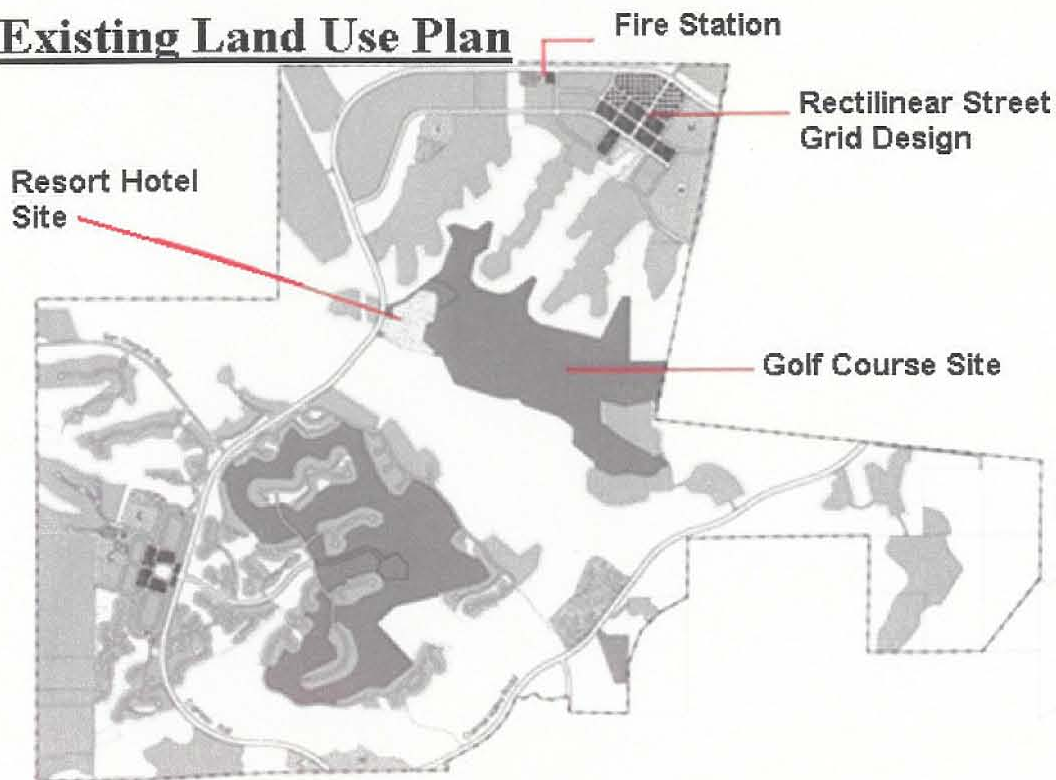 Existing Land Use Plan
Fire Station
Rectilinear Street
Grid Design
Resort Hotel
Site
Golf Course Site